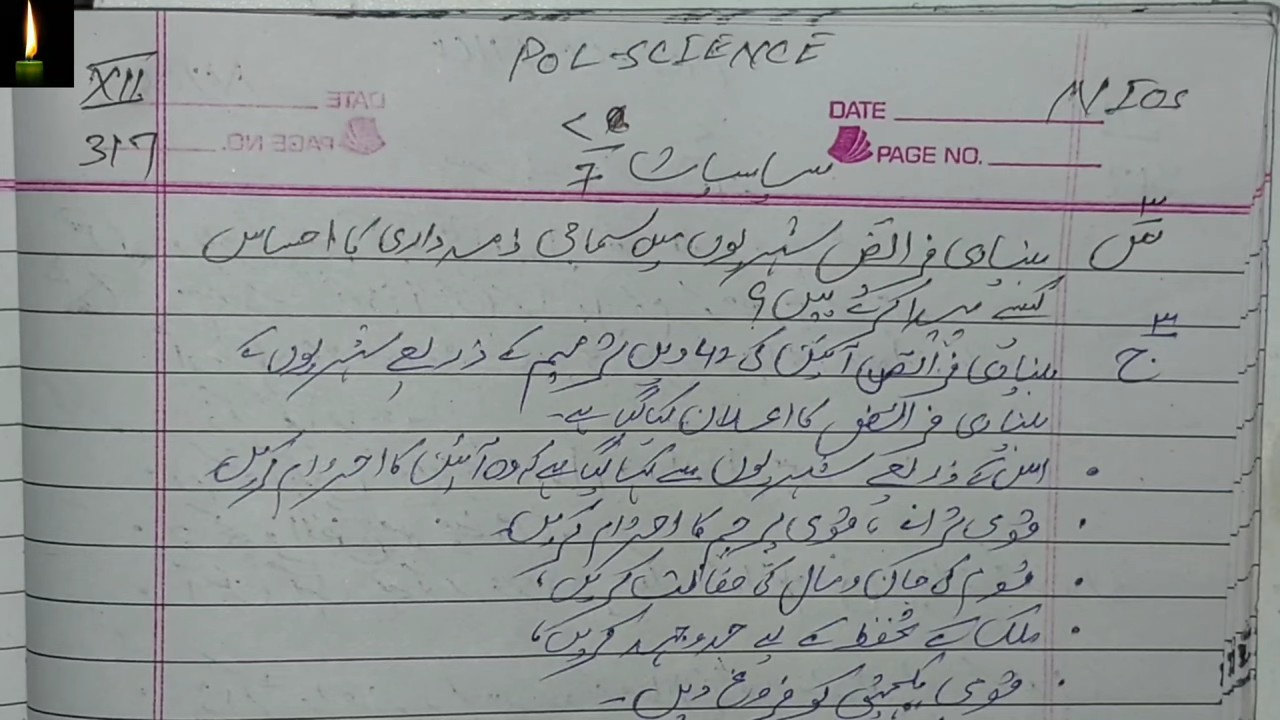 POL-SCIENCE
XII
317
NIOS
DATE
PAGE NO.
DATE
PAGE NO.
سیاسیات 7
س ۳ بنیادی فرائض شہریوں میں سماجی ذمہ داری کا احساس
کیسے پیدا کرتے ہیں؟
ج ۳ بنیادی فرائض آئین کی 42 ویں ترمیم کے ذریعے شہریوں کے
بنیادی فرائض کا اعلان کیا گیا ہے۔
• اس کے ذریعے شہریوں سے کہا گیا ہے کہ وہ آئین کا احترام کریں
• قومی ترانے، قومی پرچم کا احترام کریں
• قوم کی جان و مال کی حفاظت کریں،
• ملک کے تحفظ کے لیے جدوجہد کریں،
• قومی یکجہتی کو فروغ دیں۔